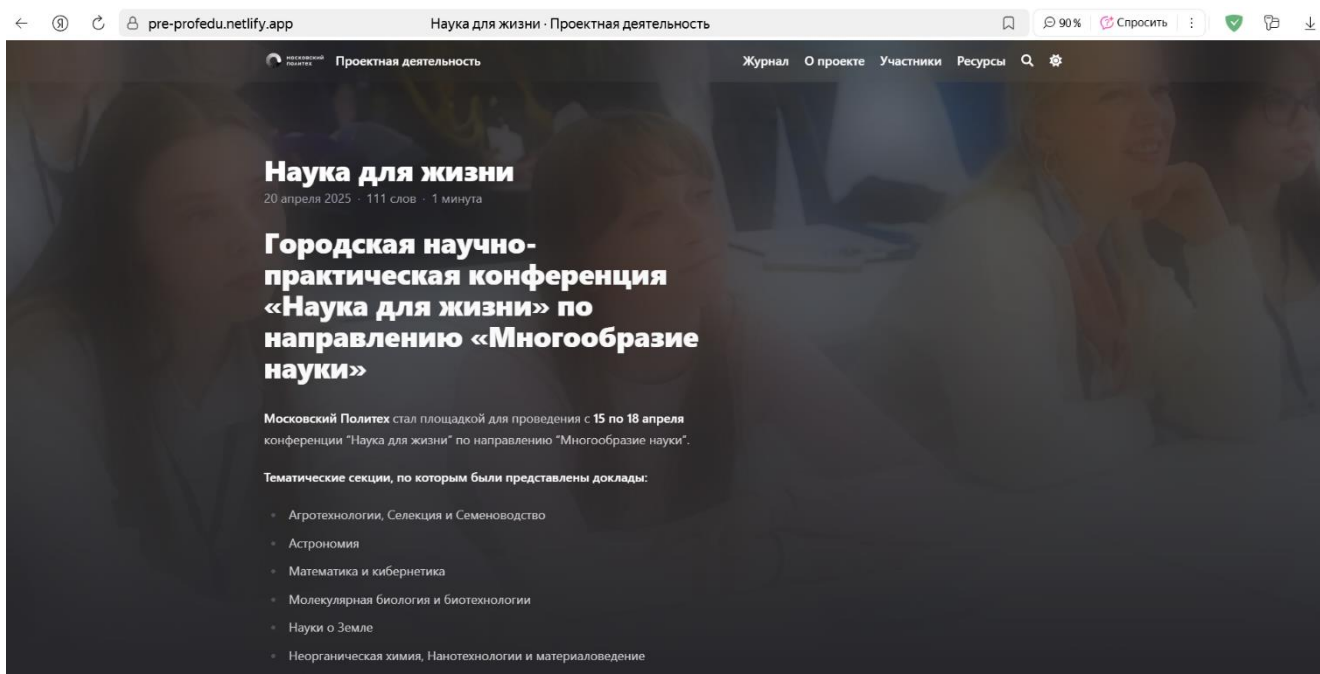 pre-profedu.netlify.app Наука для жизни · Проектная деятельность 90 % Спросить
московский политех Проектная деятельность Журнал О проекте Участники Ресурсы
Наука для жизни
20 апреля 2025 · 111 слов · 1 минута
Городская научно-
практическая конференция
«Наука для жизни» по
направлению «Многообразие
науки»
Московский Политех стал площадкой для проведения с 15 по 18 апреля
конференции "Наука для жизни" по направлению "Многообразие науки".
Тематические секции, по которым были представлены доклады:
Агротехнологии, Селекция и Семеноводство
Астрономия
Математика и кибернетика
Молекулярная биология и биотехнологии
Науки о Земле
Неорганическая химия, Нанотехнологии и материаловедение